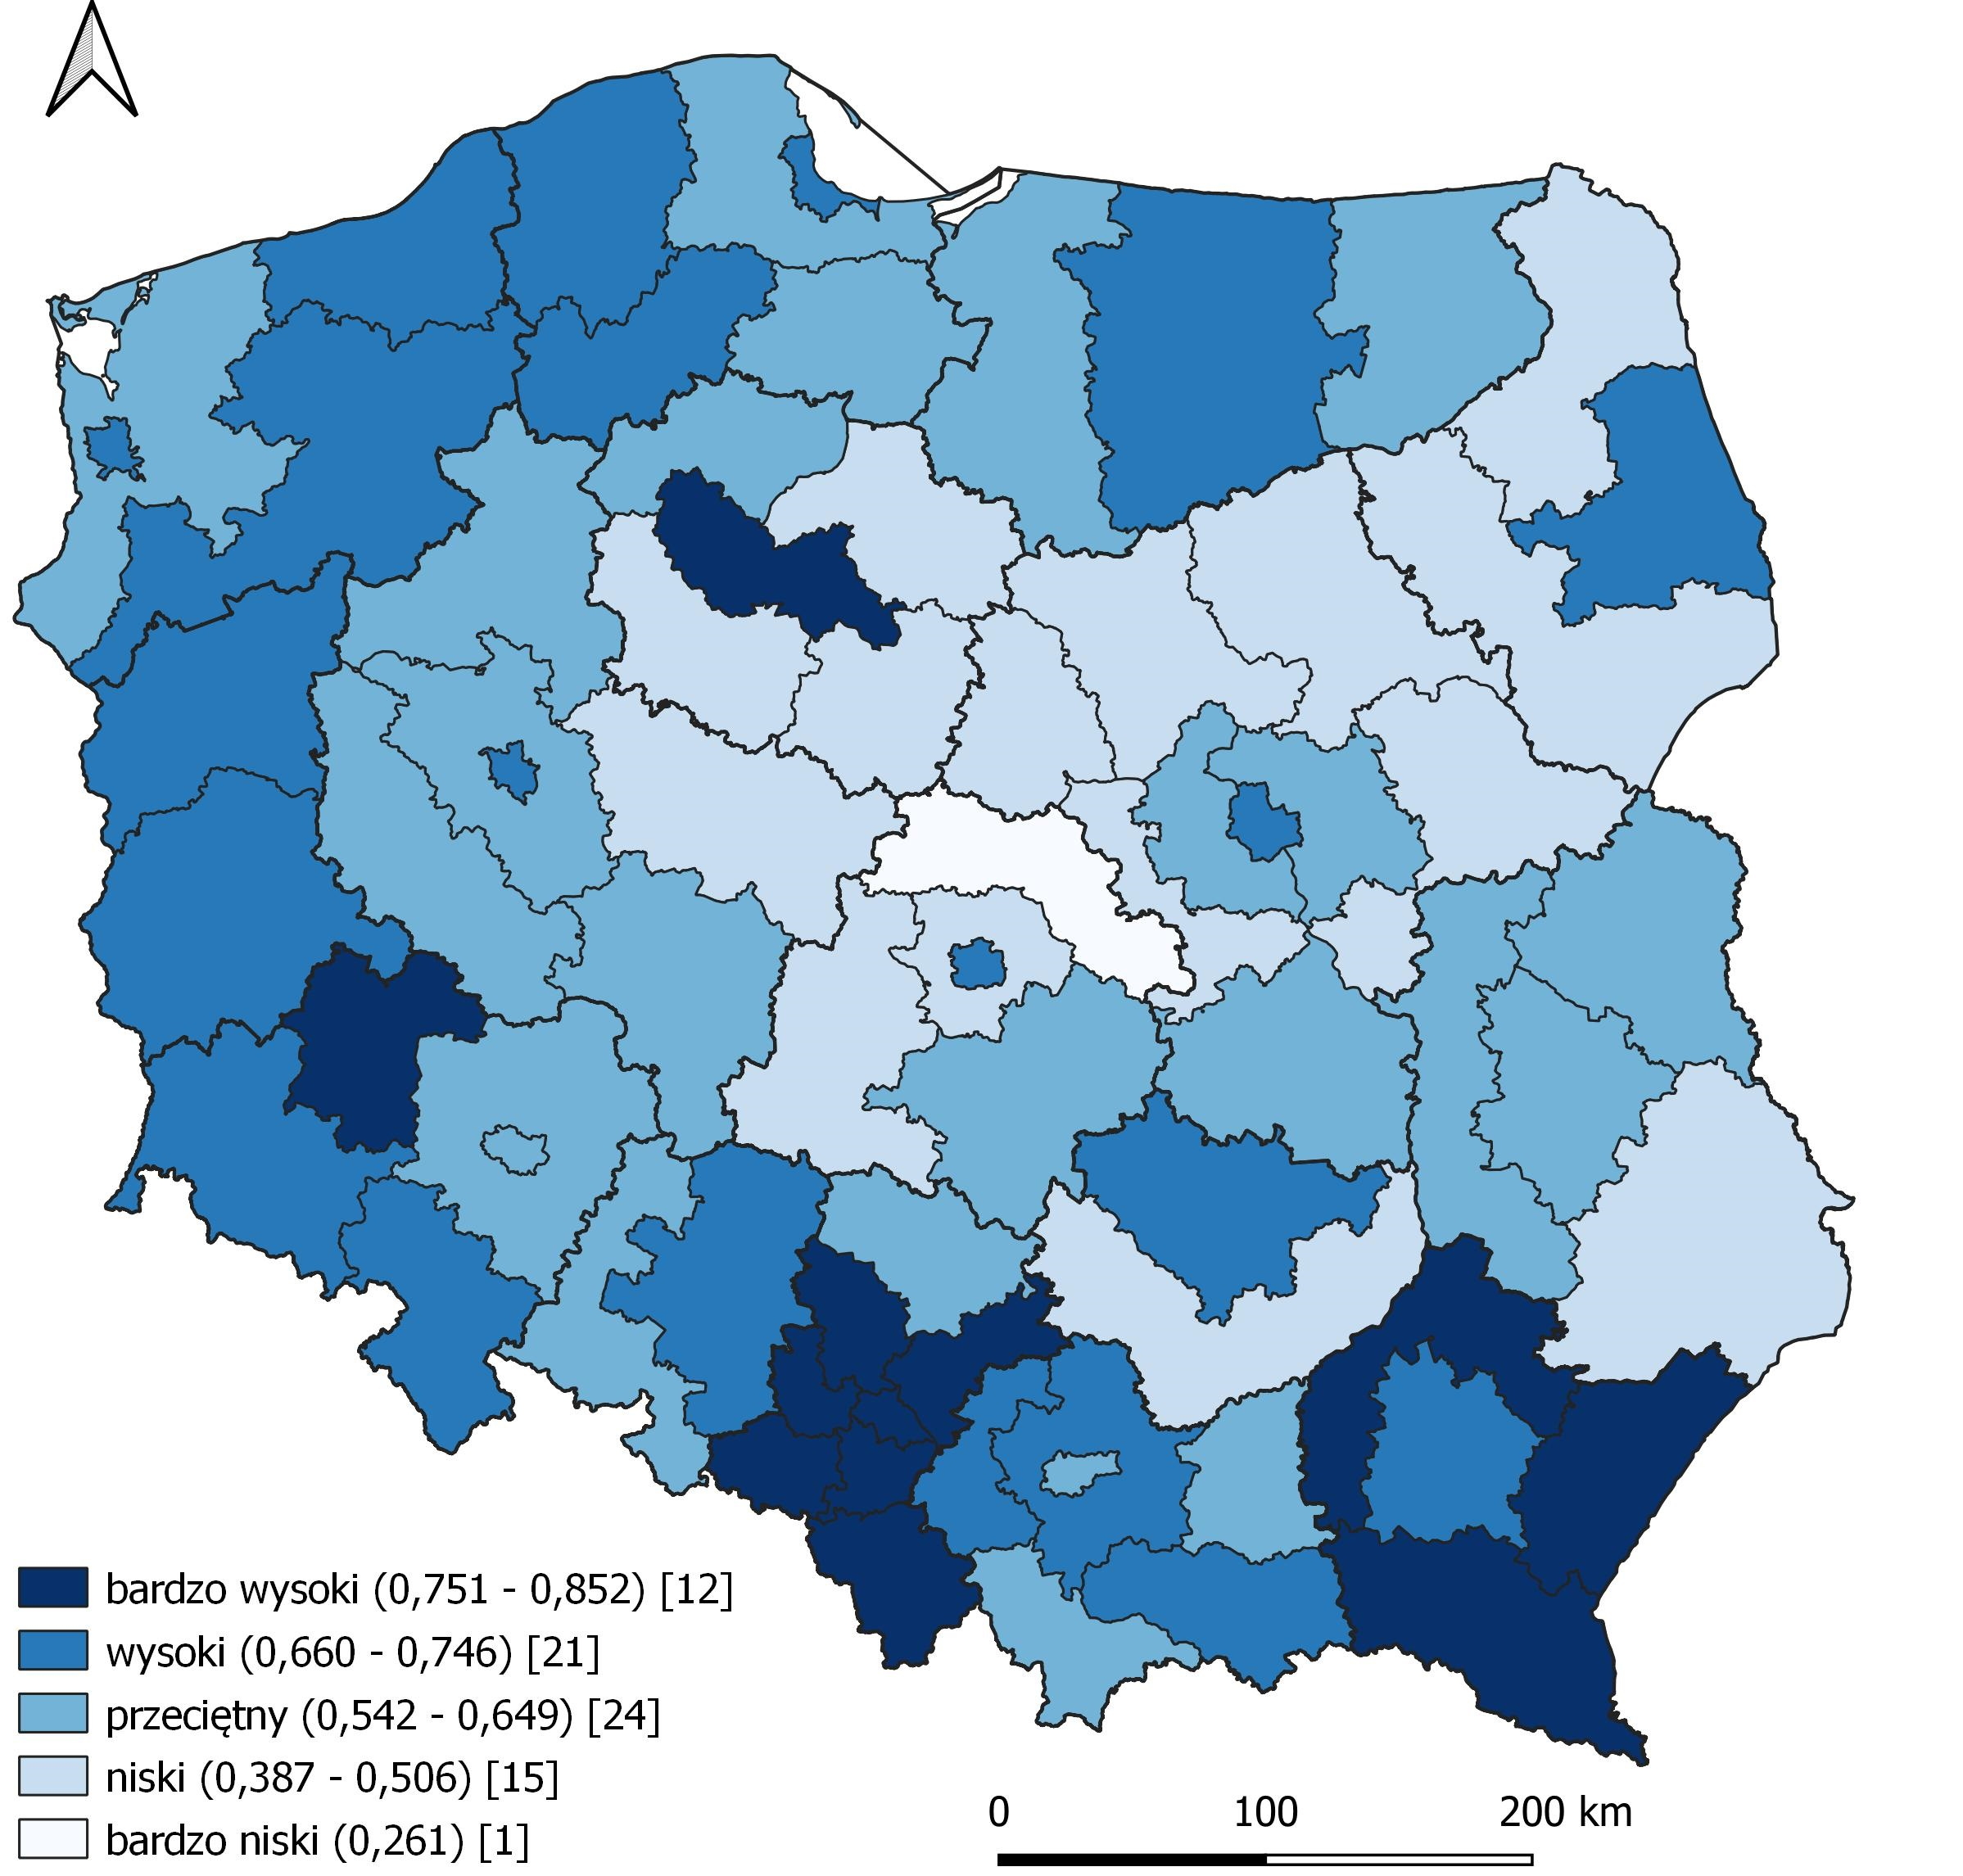 bardzo wysoki (0,751 - 0,852) [12]
wysoki (0,660 - 0,746) [21]
przeciętny (0,542 - 0,649) [24]
niski (0,387 - 0,506) [15]
bardzo niski (0,261) [1]
0 100 200 km